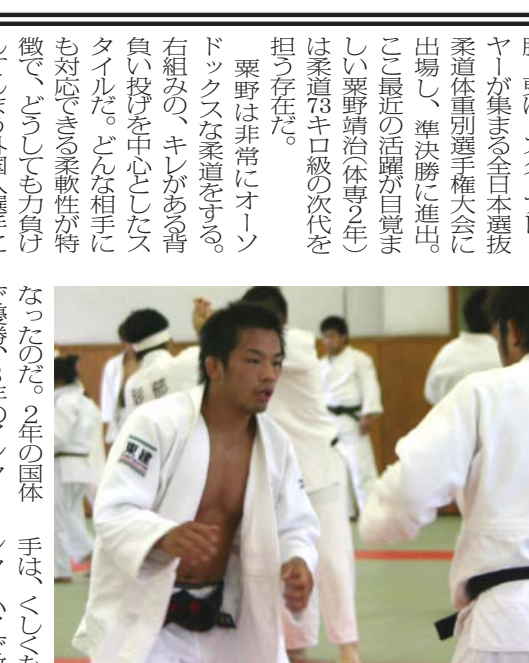 ヤーが集まる全日本選抜
柔道体重別選手権大会に
出場し、準決勝に進出。
ここ最近の活躍が目覚ま
しい粟野靖治(体専2年)
は柔道73キロ級の次代を
担う存在だ。
粟野は非常にオーソ
ドックスな柔道をする。
右組みの、キレがある背
負い投げを中心としたス
タイルだ。どんな相手に
も対応できる柔軟性が特
徴で、どうしても力負け
なったのだ。2年の国体
手は、くしくも
東建